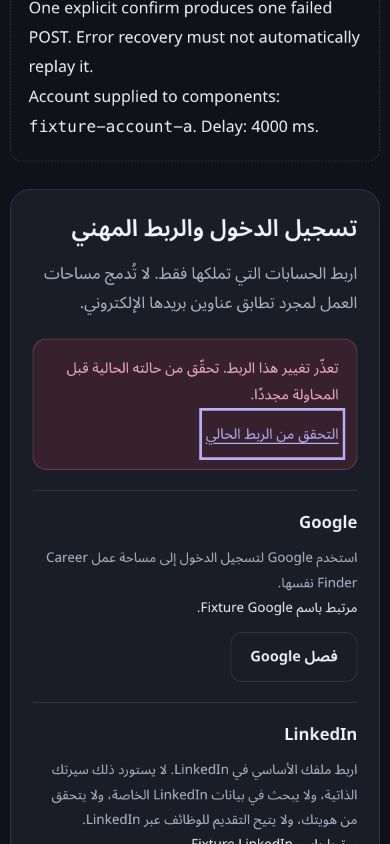 One explicit confirm produces one failed
POST. Error recovery must not automatically
replay it.
Account supplied to components:
fixture-account-a. Delay: 4000 ms.
تسجيل الدخول والربط المهني
اربط الحسابات التي تملكها فقط. لا تُدمج مساحات
العمل لمجرد تطابق عناوين بريدها الإلكتروني.
تعذّر تغيير هذا الربط. تحقّق من حالته الحالية قبل
المحاولة مجددًا.
التحقق من الربط الحالي
Google
استخدم Google لتسجيل الدخول إلى مساحة عمل Career
Finder نفسها.
مرتبط باسم Fixture Google.
فصل Google
LinkedIn
اربط ملفك الأساسي في LinkedIn. لا يستورد ذلك سيرتك
الذاتية، ولا يبحث في بيانات LinkedIn الخاصة، ولا يتحقق
من هويتك، ولا يتيح التقديم للوظائف عبر LinkedIn.
مرتبط باسم Fixture LinkedIn.